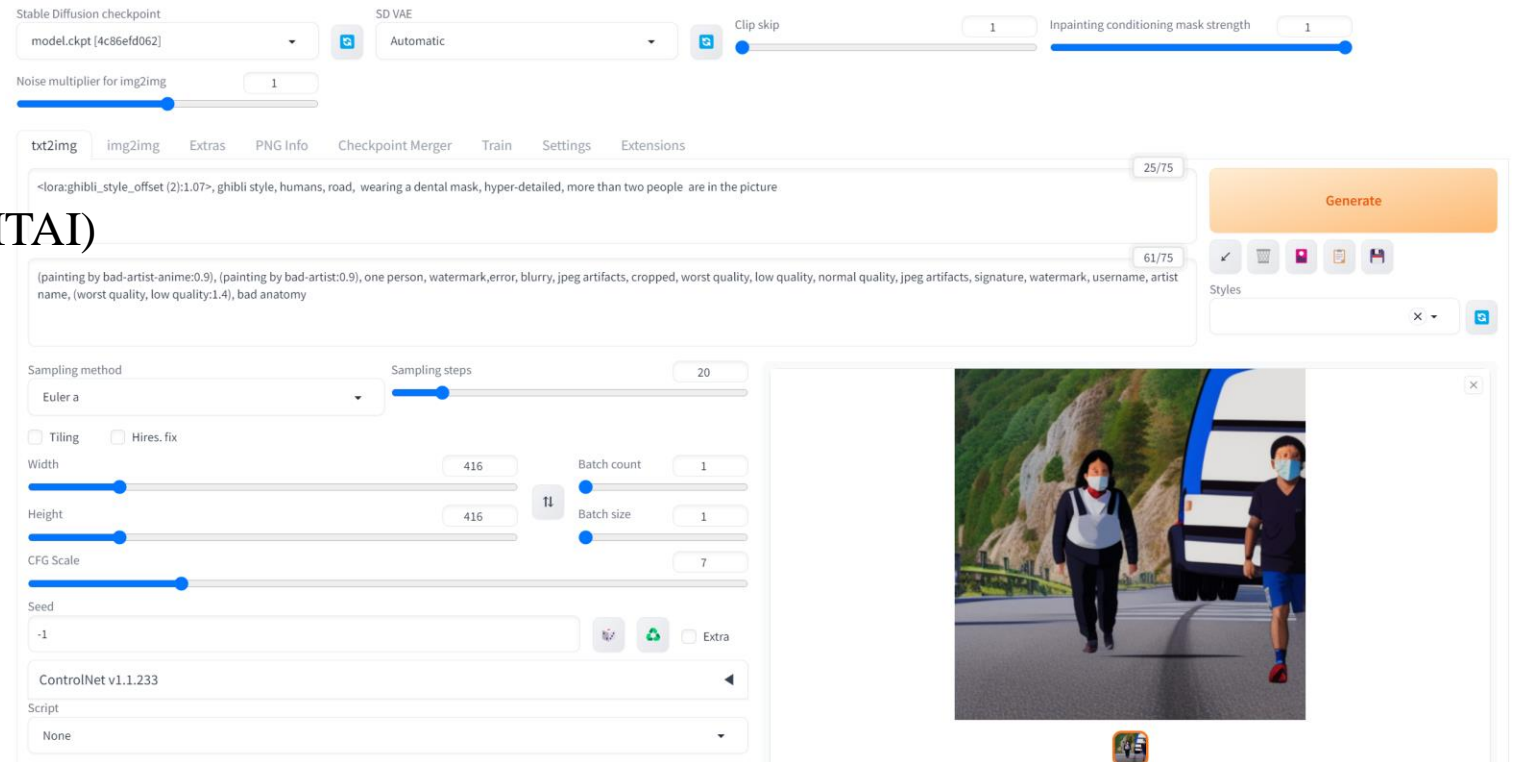 Stable Diffusion checkpoint
SD VAE
Clip skip
1
Inpainting conditioning mask strength
1
model.ckpt [4c86efd062]
Automatic
Noise multiplier for img2img
1
txt2img
img2img
Extras
PNG Info
Checkpoint Merger
Train
Settings
Extensions
25/75
<lora:ghibli_style_offset (2):1.07>, ghibli style, humans, road, wearing a dental mask, hyper-detailed, more than two people are in the picture
Generate
TAI)
61/75
(painting by bad-artist-anime:0.9), (painting by bad-artist:0.9), one person, watermark,error, blurry, jpeg artifacts, cropped, worst quality, low quality, normal quality, jpeg artifacts, signature, watermark, username, artist
name, (worst quality, low quality:1.4), bad anatomy
Styles
Sampling method
Sampling steps
20
Euler a
Tiling
Hires. fix
Width
416
Batch count
1
Height
416
Batch size
1
CFG Scale
7
Seed
-1
Extra
ControlNet v1.1.233
Script
None